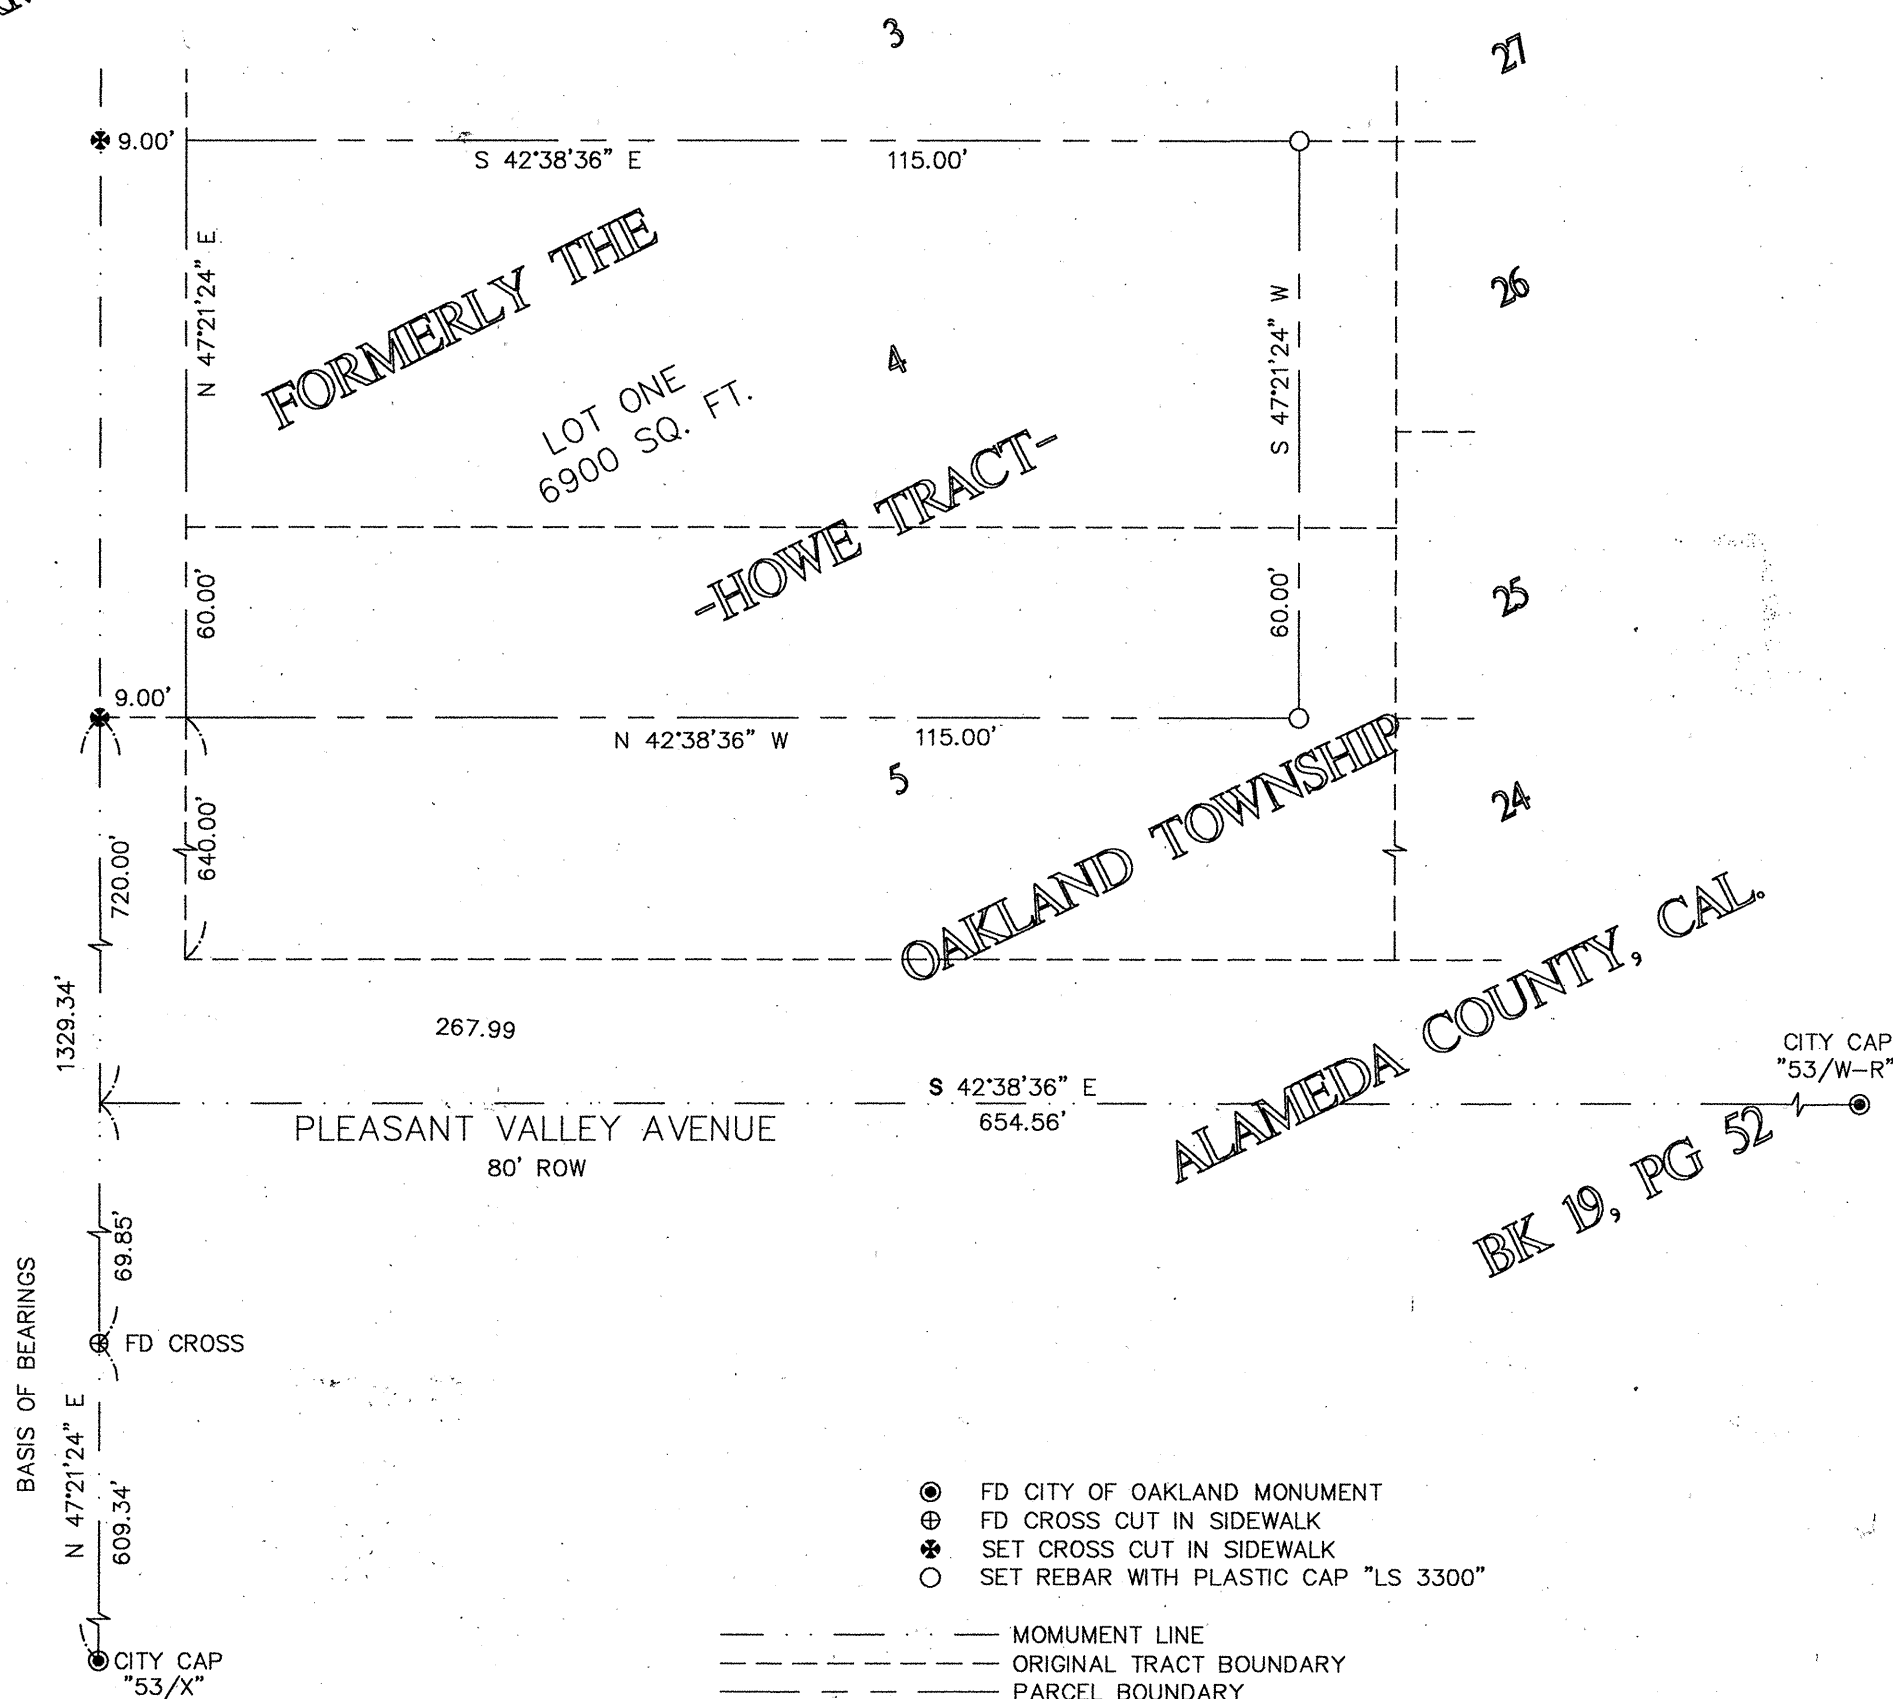 3
27
9.00'
S 42°38'36" E
115.00'
N 47°21'24" E
FORMERLY THE
S 47°21'24" W
26
4
LOT ONE
6900 SQ. FT.
-HOWE TRACT-
60.00'
60.00'
25
9.00'
N 42°38'36" W
115.00'
5
OAKLAND TOWNSHIP
24
640.00'
720.00'
1329.34'
267.99
ALAMEDA COUNTY, CAL.
CITY CAP
"53/W-R"
S 42°38'36" E
654.56'
PLEASANT VALLEY AVENUE
80' ROW
BK 19, PG 52
69.85'
BASIS OF BEARINGS
FD CROSS
N 47°21'24" E
609.34'
FD CITY OF OAKLAND MONUMENT
FD CROSS CUT IN SIDEWALK
SET CROSS CUT IN SIDEWALK
SET REBAR WITH PLASTIC CAP "LS 3300"
MOMUMENT LINE
ORIGINAL TRACT BOUNDARY
PARCEL BOUNDARY
CITY CAP
"53/X"